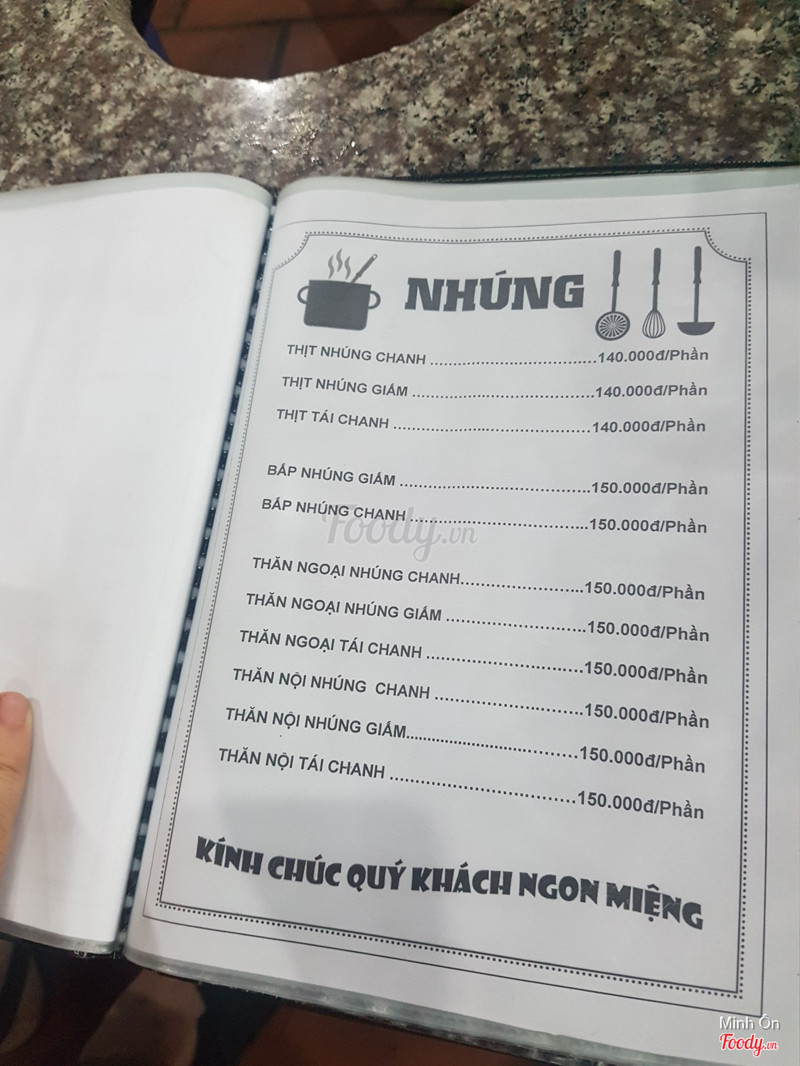 NHÚNG
THỊT NHÚNG CHANH ..........................................140.000đ/Phần
THỊT NHÚNG GIẤM ..........................................140.000đ/Phần
THỊT TÁI CHANH ..........................................140.000đ/Phần
BẮP NHÚNG GIẤM ..........................................150.000đ/Phần
BẮP NHÚNG CHANH ..........................................150.000đ/Phần
THĂN NGOẠI NHÚNG CHANH..............................150.000đ/Phần
THĂN NGOẠI NHÚNG GIẤM ..............................150.000đ/Phần
THĂN NGOẠI TÁI CHANH ..............................150.000đ/Phần
THĂN NỘI NHÚNG CHANH ..............................150.000đ/Phần
THĂN NỘI NHÚNG GIẤM..............................150.000đ/Phần
THĂN NỘI TÁI CHANH ..............................150.000đ/Phần
KÍNH CHÚC QUÝ KHÁCH NGON MIỆNG
Foody.vn
Minh Ổn
Foody.vn